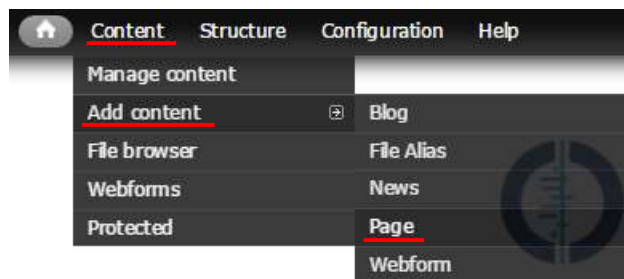 Content Structure Configuration Help
Manage content
Add content
Blog
File browser
File Alias
Webforms
News
Protected
Page
Webform